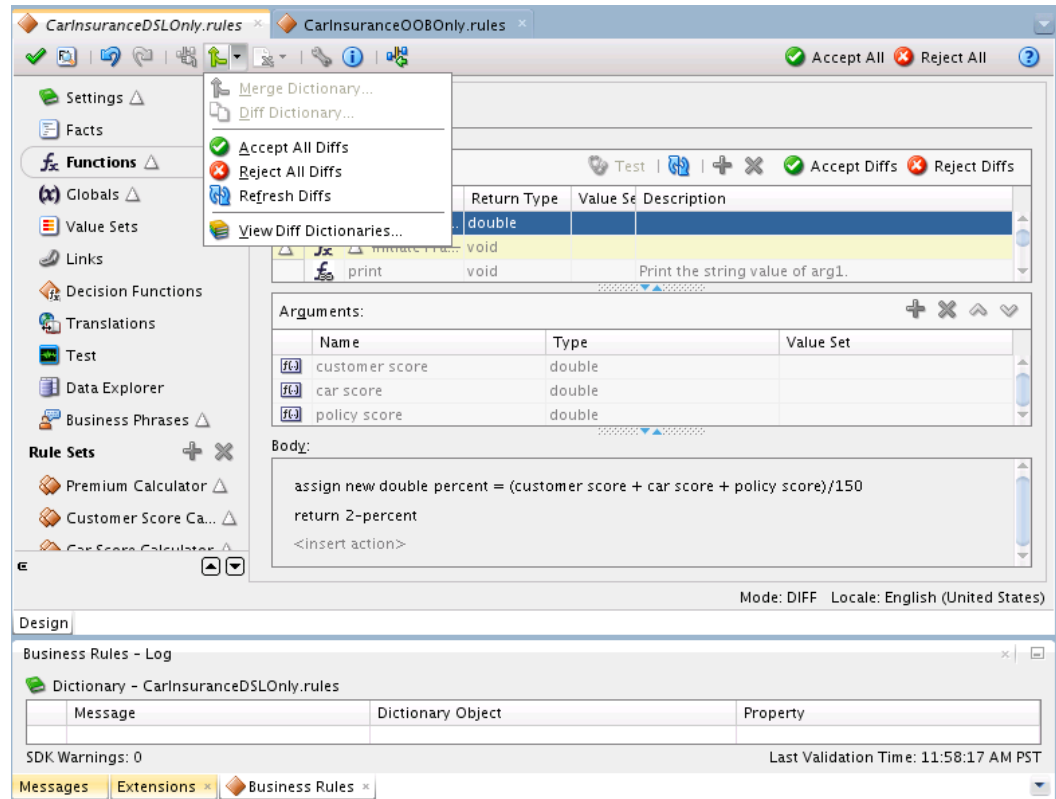 CarInsuranceDSLOnly.rules
CarInsuranceOOBOnly.rules
Accept All
Reject All
Settings
Facts
Functions
Globals
Value Sets
Links
Decision Functions
Translations
Test
Data Explorer
Business Phrases
Rule Sets
Premium Calculator
Customer Score Ca...
Car Score Calculator
Merge Dictionary...
Diff Dictionary...
Accept All Diffs
Reject All Diffs
Refresh Diffs
View Diff Dictionaries...
Test
Accept Diffs
Reject Diffs
Return Type
Value Se
Description
double
void
print
void
Print the string value of arg1.
Arguments:
Name
Type
Value Set
customer score
double
car score
double
policy score
double
Body:
assign new double percent = (customer score + car score + policy score)/150
return 2-percent
<insert action>
Mode: DIFF
Locale: English (United States)
Design
Business Rules - Log
Dictionary - CarInsuranceDSLOnly.rules
Message
Dictionary Object
Property
SDK Warnings: 0
Last Validation Time: 11:58:17 AM PST
Messages
Extensions
Business Rules